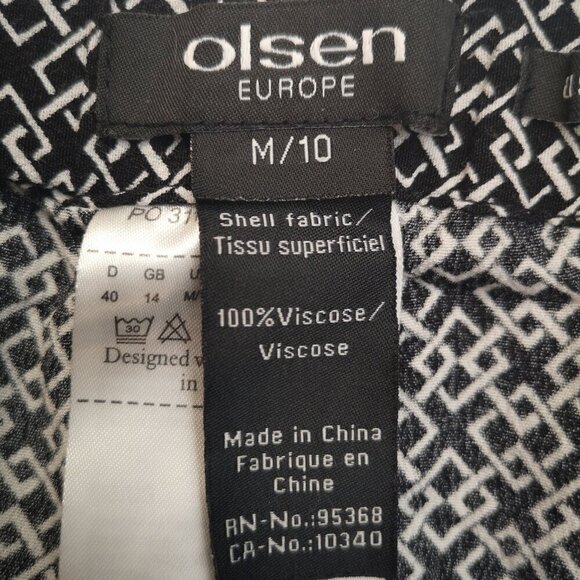 olsen
EUROPE
M/10
PO
Shell fabric/
Tissu superficiel
D GB
40 14
30
100%Viscose/
Viscose
Designed
in
Made in China
Fabrique en
Chine
RN-No.:95368
CA-No.:10340